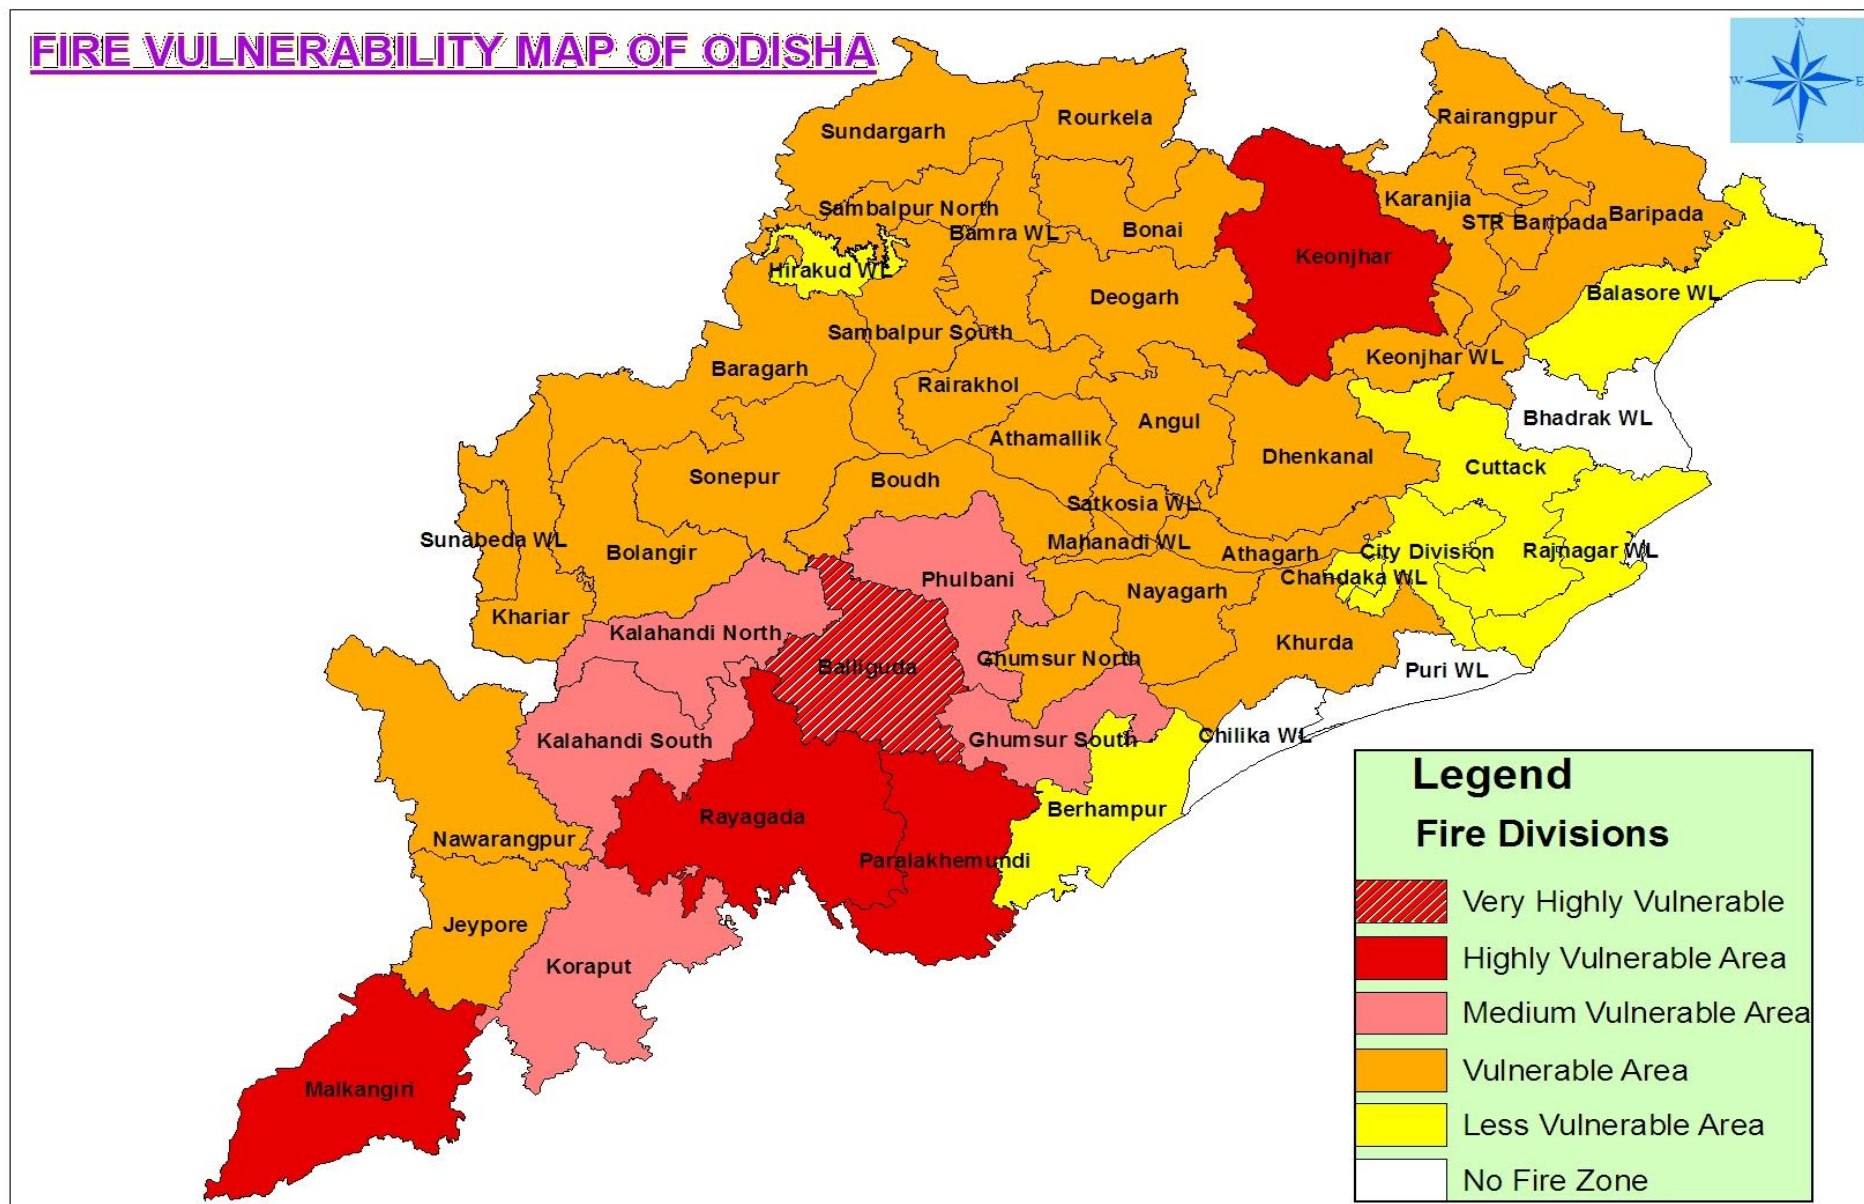 FIRE VULNERABILITY MAP OF ODISHA
N
W
E
S
Rairangpur
Rourkela
Sundargarh
Karanjia
Sambalpur North
Baripada
STR Baripada
Bonai
Bamra WL
Keonjhar
Hirakud WL
Balasore WL
Deogarh
Sambalpur South
Keonjhar WL
Baragarh
Rairakhol
Bhadrak WL
Angul
Athamallik
Dhenkanal
Cuttack
Sonepur
Boudh
Satkosia WL
Sunabeda WL
Mahanadi WL
Bolangir
Athagarh
City Division
Rajnagar WL
Phulbani
Chandaka WL
Nayagarh
Khariar
Kalahandi North
Khurda
Ghumsur North
Balliguda
Puri WL
Chilika WL
Kalahandi South
Ghumsur South
Berhampur
Rayagada
Nawarangpur
Paralakhemundi
Jeypore
Koraput
Malkangiri
Legend
Fire Divisions
Very Highly Vulnerable
Highly Vulnerable Area
Medium Vulnerable Area
Vulnerable Area
Less Vulnerable Area
No Fire Zone